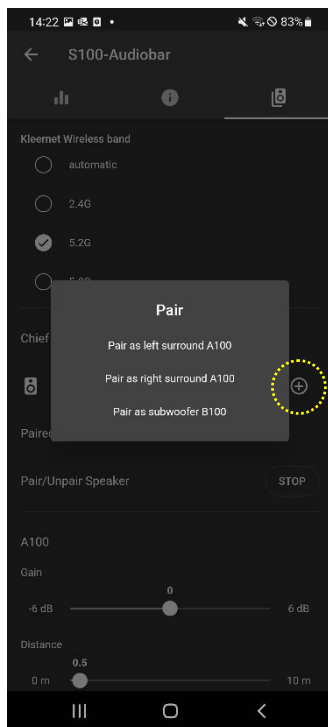 14:22
83%
S100-Audiobar
Kleernet Wireless band
automatic
2.4G
5.2G
Pair
Chief
Pair as left surround A100
Pair as right surround A100
Pair as subwoofer B100
Paired
Pair/Unpair Speaker
STOP
A100
Gain
0
-6 dB
6 dB
Distance
0.5
0 m
10 m